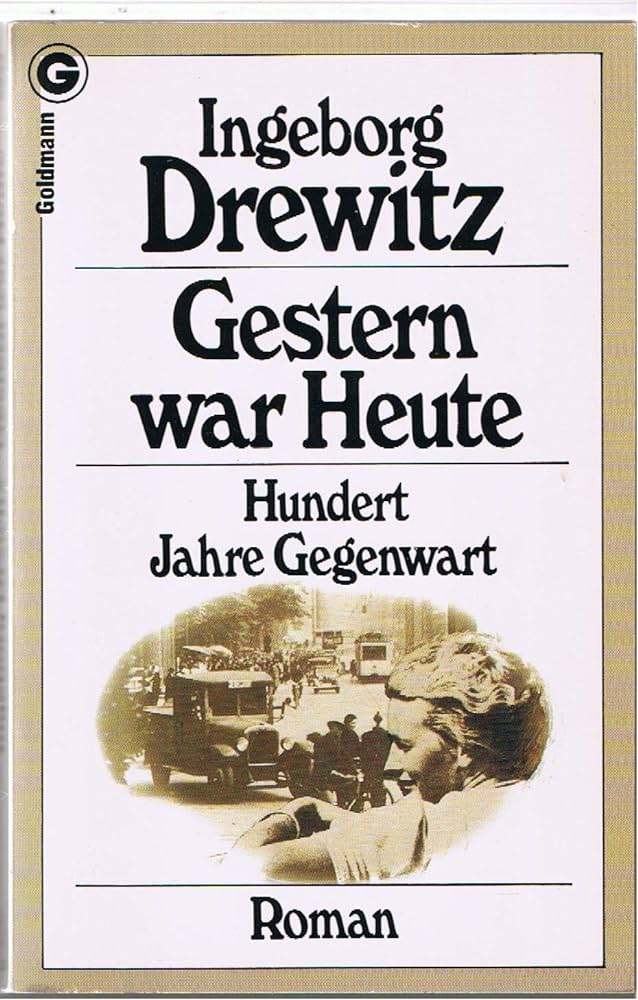 G
Goldmann
Ingeborg
Drewitz
Gestern
war Heute
Hundert
Jahre Gegenwart
Roman